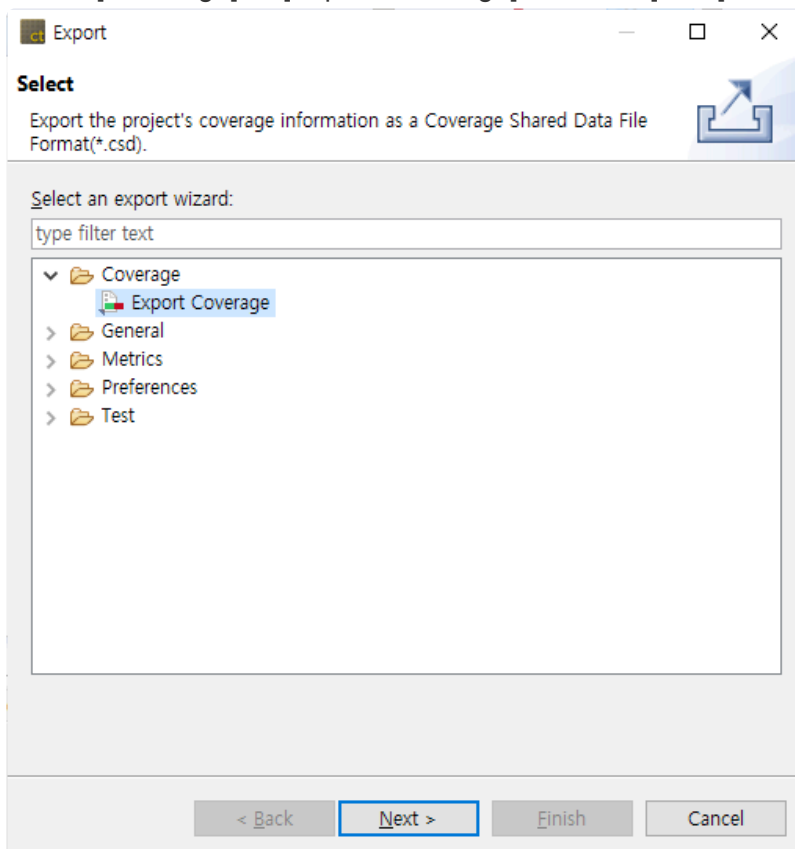 ct Export
Select
Export the project's coverage information as a Coverage Shared Data File
Format(*.csd).
Select an export wizard:
type filter text
Coverage
Export Coverage
General
Metrics
Preferences
Test
< Back Next > Finish Cancel